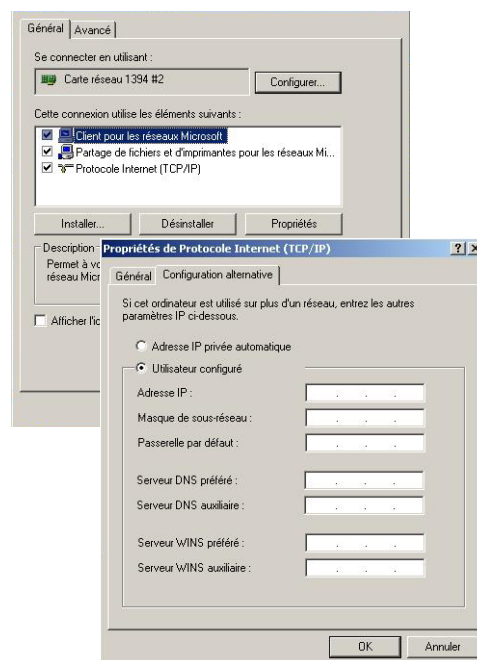 Général Avancé
Se connecter en utilisant :
Carte réseau 1394 #2 Configurer...
Cette connexion utilise les éléments suivants :
Client pour les réseaux Microsoft
Partage de fichiers et d'imprimantes pour les réseaux Mi...
Protocole Internet (TCP/IP)
Installer... Désinstaller Propriétés
Description
Permet à
réseau
Afficher
Propriétés de Protocole Internet (TCP/IP)
Général Configuration alternative
Si cet ordinateur est utilisé sur plus d'un réseau, entrez les autres
paramètres IP ci-dessous.
Adresse IP privée automatique
Utilisateur configuré
Adresse IP :
Masque de sous-réseau :
Passerelle par défaut :
Serveur DNS préféré :
Serveur DNS auxiliaire :
Serveur WINS préféré :
Serveur WINS auxiliaire :
OK Annuler